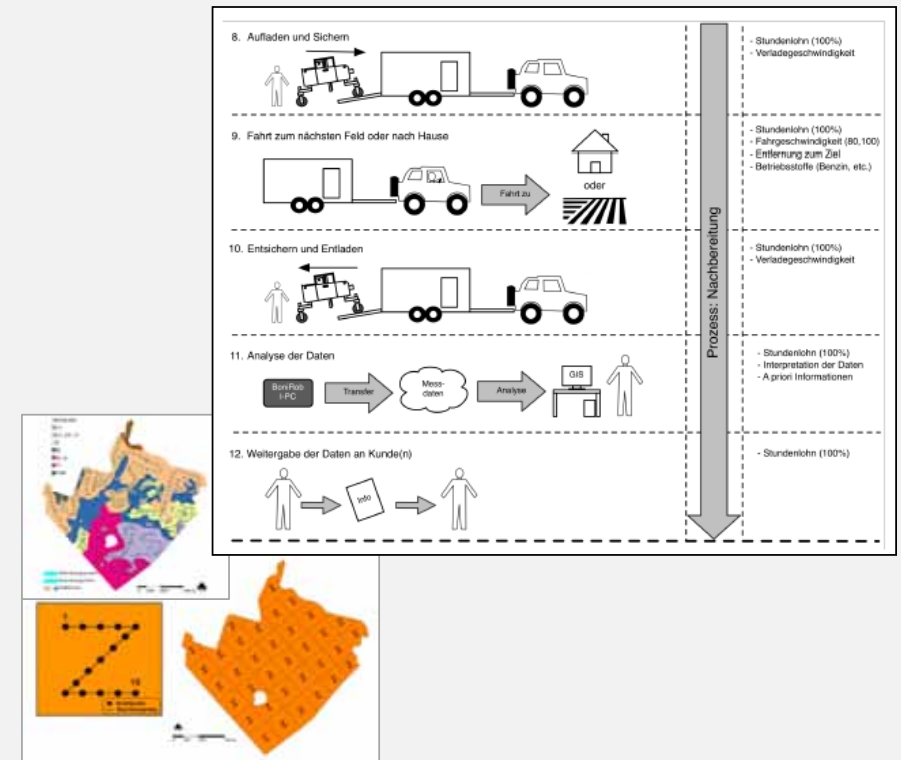 8. Aufladen und Sichern
- Stundenlohn (100%)
- Verladegeschwindigkeit
9. Fahrt zum nächsten Feld oder nach Hause
Fahrt zu
oder
- Stundenlohn (100%)
- Fahrgeschwindigkeit (80,100)
- Entfernung zum Ziel
- Betriebsstoffe (Benzin, etc.)
10. Entsichern und Entladen
- Stundenlohn (100%)
- Verladegeschwindigkeit
11. Analyse der Daten
BoniRob
I-PC
Transfer
Mess-
daten
Analyse
GIS
- Stundenlohn (100%)
- Interpretation der Daten
- A priori Informationen
12. Weitergabe der Daten an Kunde(n)
Info
- Stundenlohn (100%)
Prozess: Nachbereitung
1